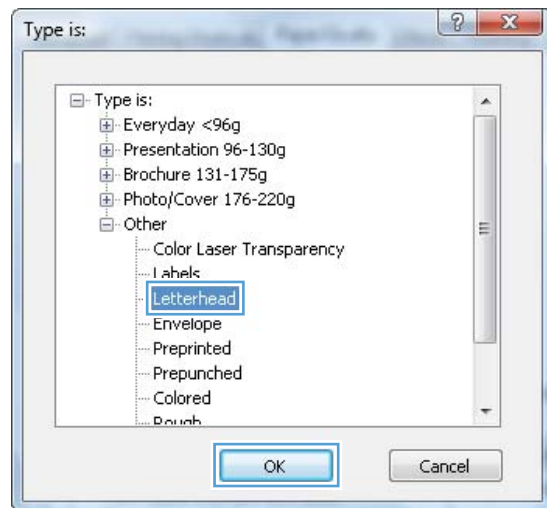 Type is:
Type is:
Everyday <96g
Presentation 96-130g
Brochure 131-175g
Photo/Cover 176-220g
Other
Color Laser Transparency
Labels
Letterhead
Envelope
Preprinted
Prepunched
Colored
Rough
OK
Cancel